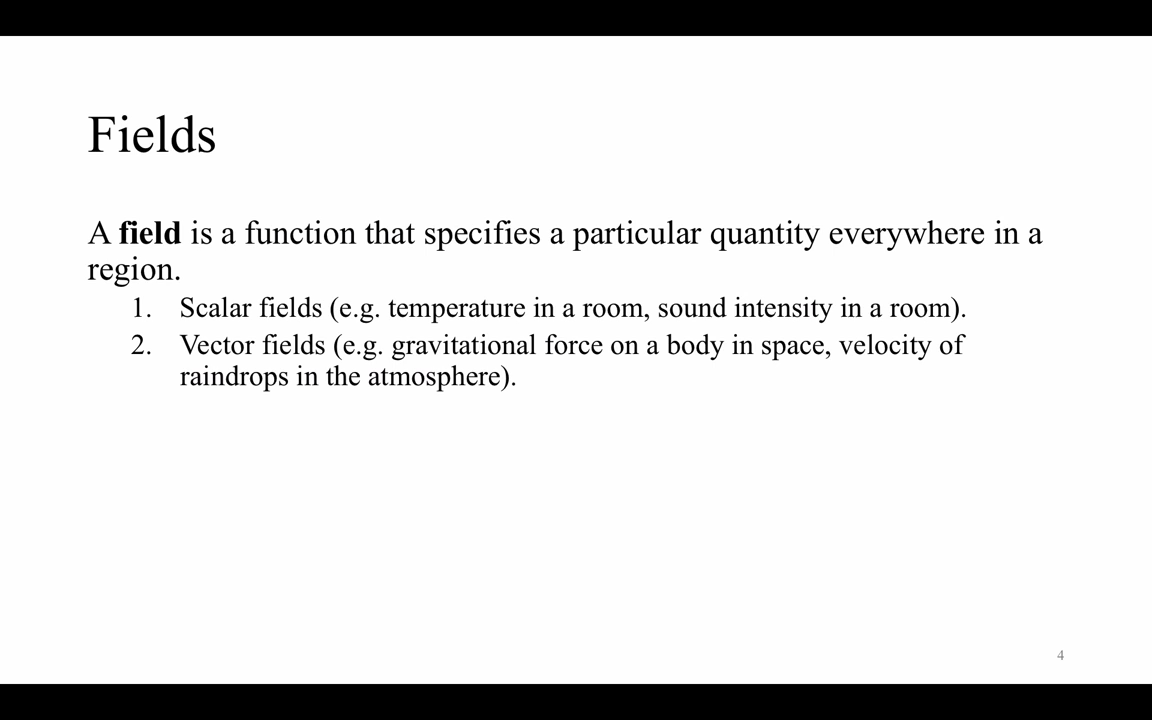 Fields
A field is a function that specifies a particular quantity everywhere in a
region.
1. Scalar fields (e.g. temperature in a room, sound intensity in a room).
2. Vector fields (e.g. gravitational force on a body in space, velocity of
raindrops in the atmosphere).
4